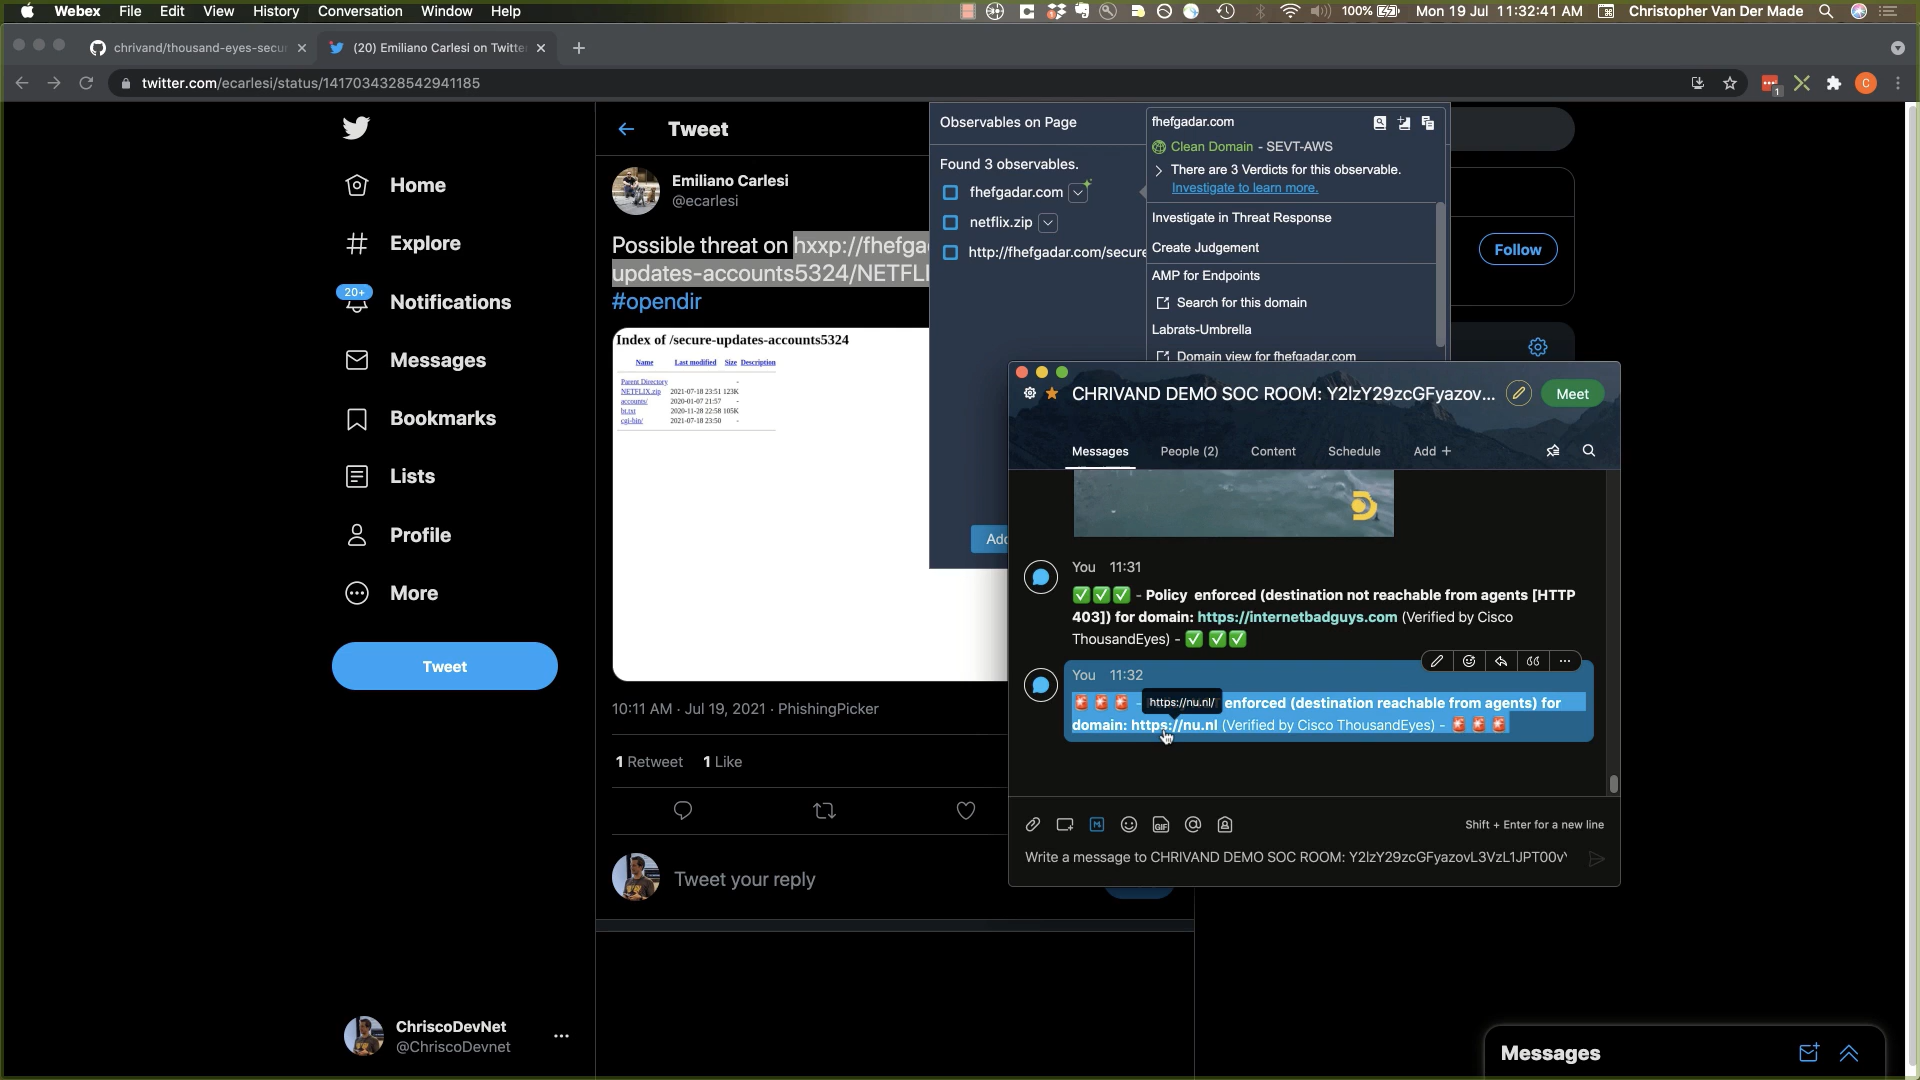 Webex File Edit View History Conversation Window Help
100% Mon 19 Jul 11:32:41 AM Christopher Van Der Made
chrivand/thousand-eyes-secur
(20) Emiliano Carlesi on Twitte
twitter.com/ecarlesi/status/1417034328542941185
C
1
Home
Explore
20+
Notifications
Messages
Bookmarks
Lists
Profile
More
Tweet
ChriscoDevNet
@ChriscoDevnet
Tweet
Emiliano Carlesi
@ecarlesi
Possible threat on hxxp://fhefga
updates-accounts5324/NETFLI
#opendir
Index of /secure-updates-accounts5324
Name Last modified Size Description
Parent Directory -
NETFLIX.zip 2021-07-18 23:51 123K
accounts/ 2020-01-07 21:57 -
bt.txt 2020-11-28 22:58 105K
cgi-bin/ 2021-07-18 23:50 -
10:11 AM · Jul 19, 2021 · PhishingPicker
1 Retweet 1 Like
Tweet your reply
Observables on Page
Found 3 observables.
fhefgadar.com
netflix.zip
http://fhefgadar.com/secure
Add
fhefgadar.com
Clean Domain - SEVT-AWS
There are 3 Verdicts for this observable.
Investigate to learn more.
Investigate in Threat Response
Create Judgement
AMP for Endpoints
Search for this domain
Labrats-Umbrella
Domain view for fhefgadar.com
Follow
CHRIVAND DEMO SOC ROOM: Y2lzY29zcGFyazov...
Meet
Messages People (2) Content Schedule Add +
You 11:31
✅✅✅ - Policy enforced (destination not reachable from agents [HTTP
403]) for domain: https://internetbadguys.com (Verified by Cisco
ThousandEyes) - ✅ ✅✅
You 11:32
🚨 🚨 🚨 - https://nu.nl/ enforced (destination reachable from agents) for
domain: https://nu.nl (Verified by Cisco ThousandEyes) - 🚨 🚨 🚨
GIF
Shift + Enter for a new line
Write a message to CHRIVAND DEMO SOC ROOM: Y2lzY29zcGFyazovL3VzL1JPT00v
Messages